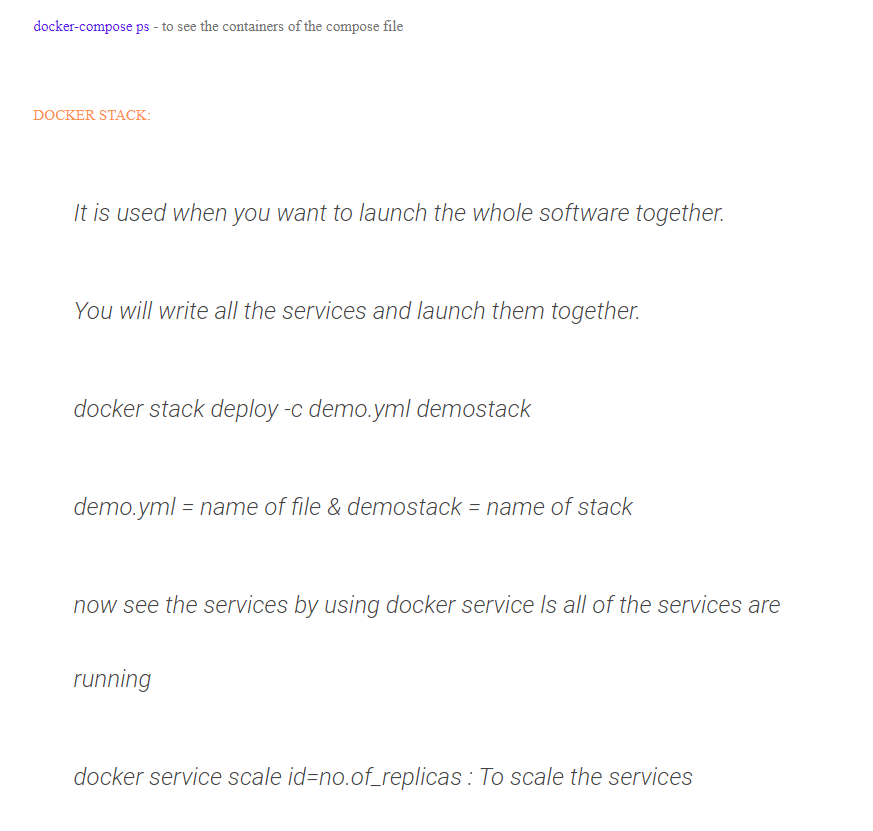 docker-compose ps - to see the containers of the compose file
DOCKER STACK:
It is used when you want to launch the whole software together.
You will write all the services and launch them together.
docker stack deploy -c demo.yml demostack
demo.yml = name of file & demostack = name of stack
now see the services by using docker service ls all of the services are
running
docker service scale id=no.of_replicas : To scale the services